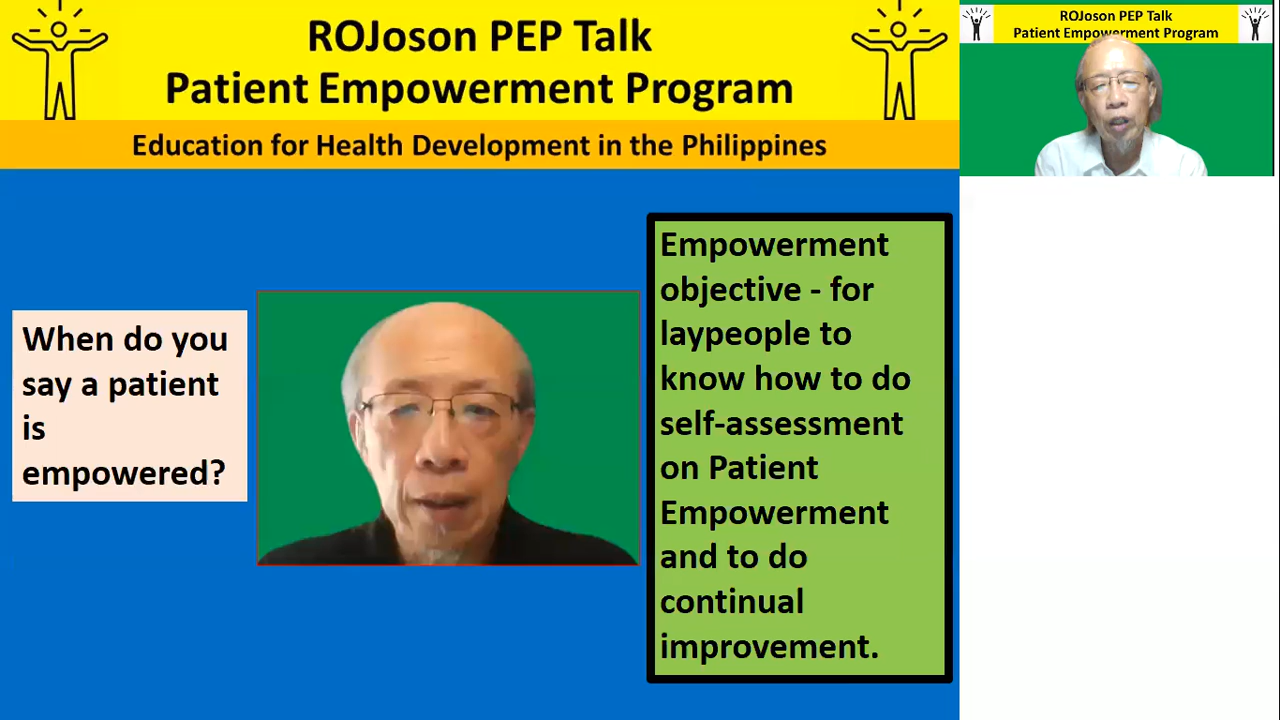 ROJoson PEP Talk
Patient Empowerment Program
Education for Health Development in the Philippines
When do you
say a patient
is
empowered?
Empowerment
objective - for
laypeople to
know how to do
self-assessment
on Patient
Empowerment
and to do
continual
improvement.
ROJoson PEP Talk
Patient Empowerment Program